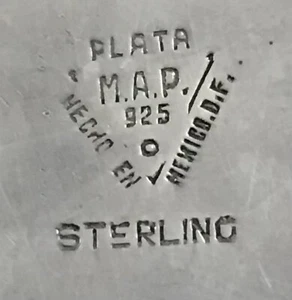 PLATA
M.A.P.
925
HECHO EN
MEXICO.D.F.
STERLING